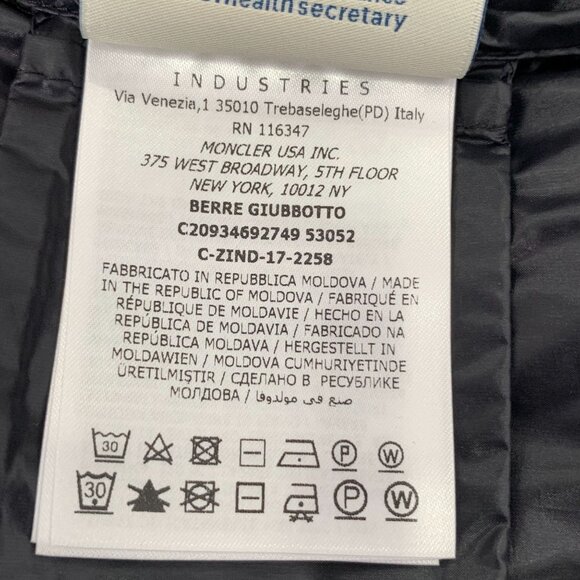 health secretary
INDUSTRIES
Via Venezia,1 35010 Trebaseleghe(PD) Italy
RN 116347
MONCLER USA INC.
375 WEST BROADWAY, 5TH FLOOR
NEW YORK, 10012 NY
BERRE GIUBBOTTO
C20934692749 53052
C-ZIND-17-2258
FABBRICATO IN REPUBBLICA MOLDOVA / MADE
IN THE REPUBLIC OF MOLDOVA / FABRIQUÉ EN
RÉPUBLIQUE DE MOLDAVIE / HECHO EN LA
REPÚBLICA DE MOLDAVIA / FABRICADO NA
REPÚBLICA MOLDAVA / HERGESTELLT IN
MOLDAWIEN / MOLDOVA CUMHURIYETINDE
ÜRETILMIŞTIR / СДЕЛАНО В РЕСПУБЛИКЕ
МОЛДОВА / صنع في مولدوفا
30 P W
30 P W